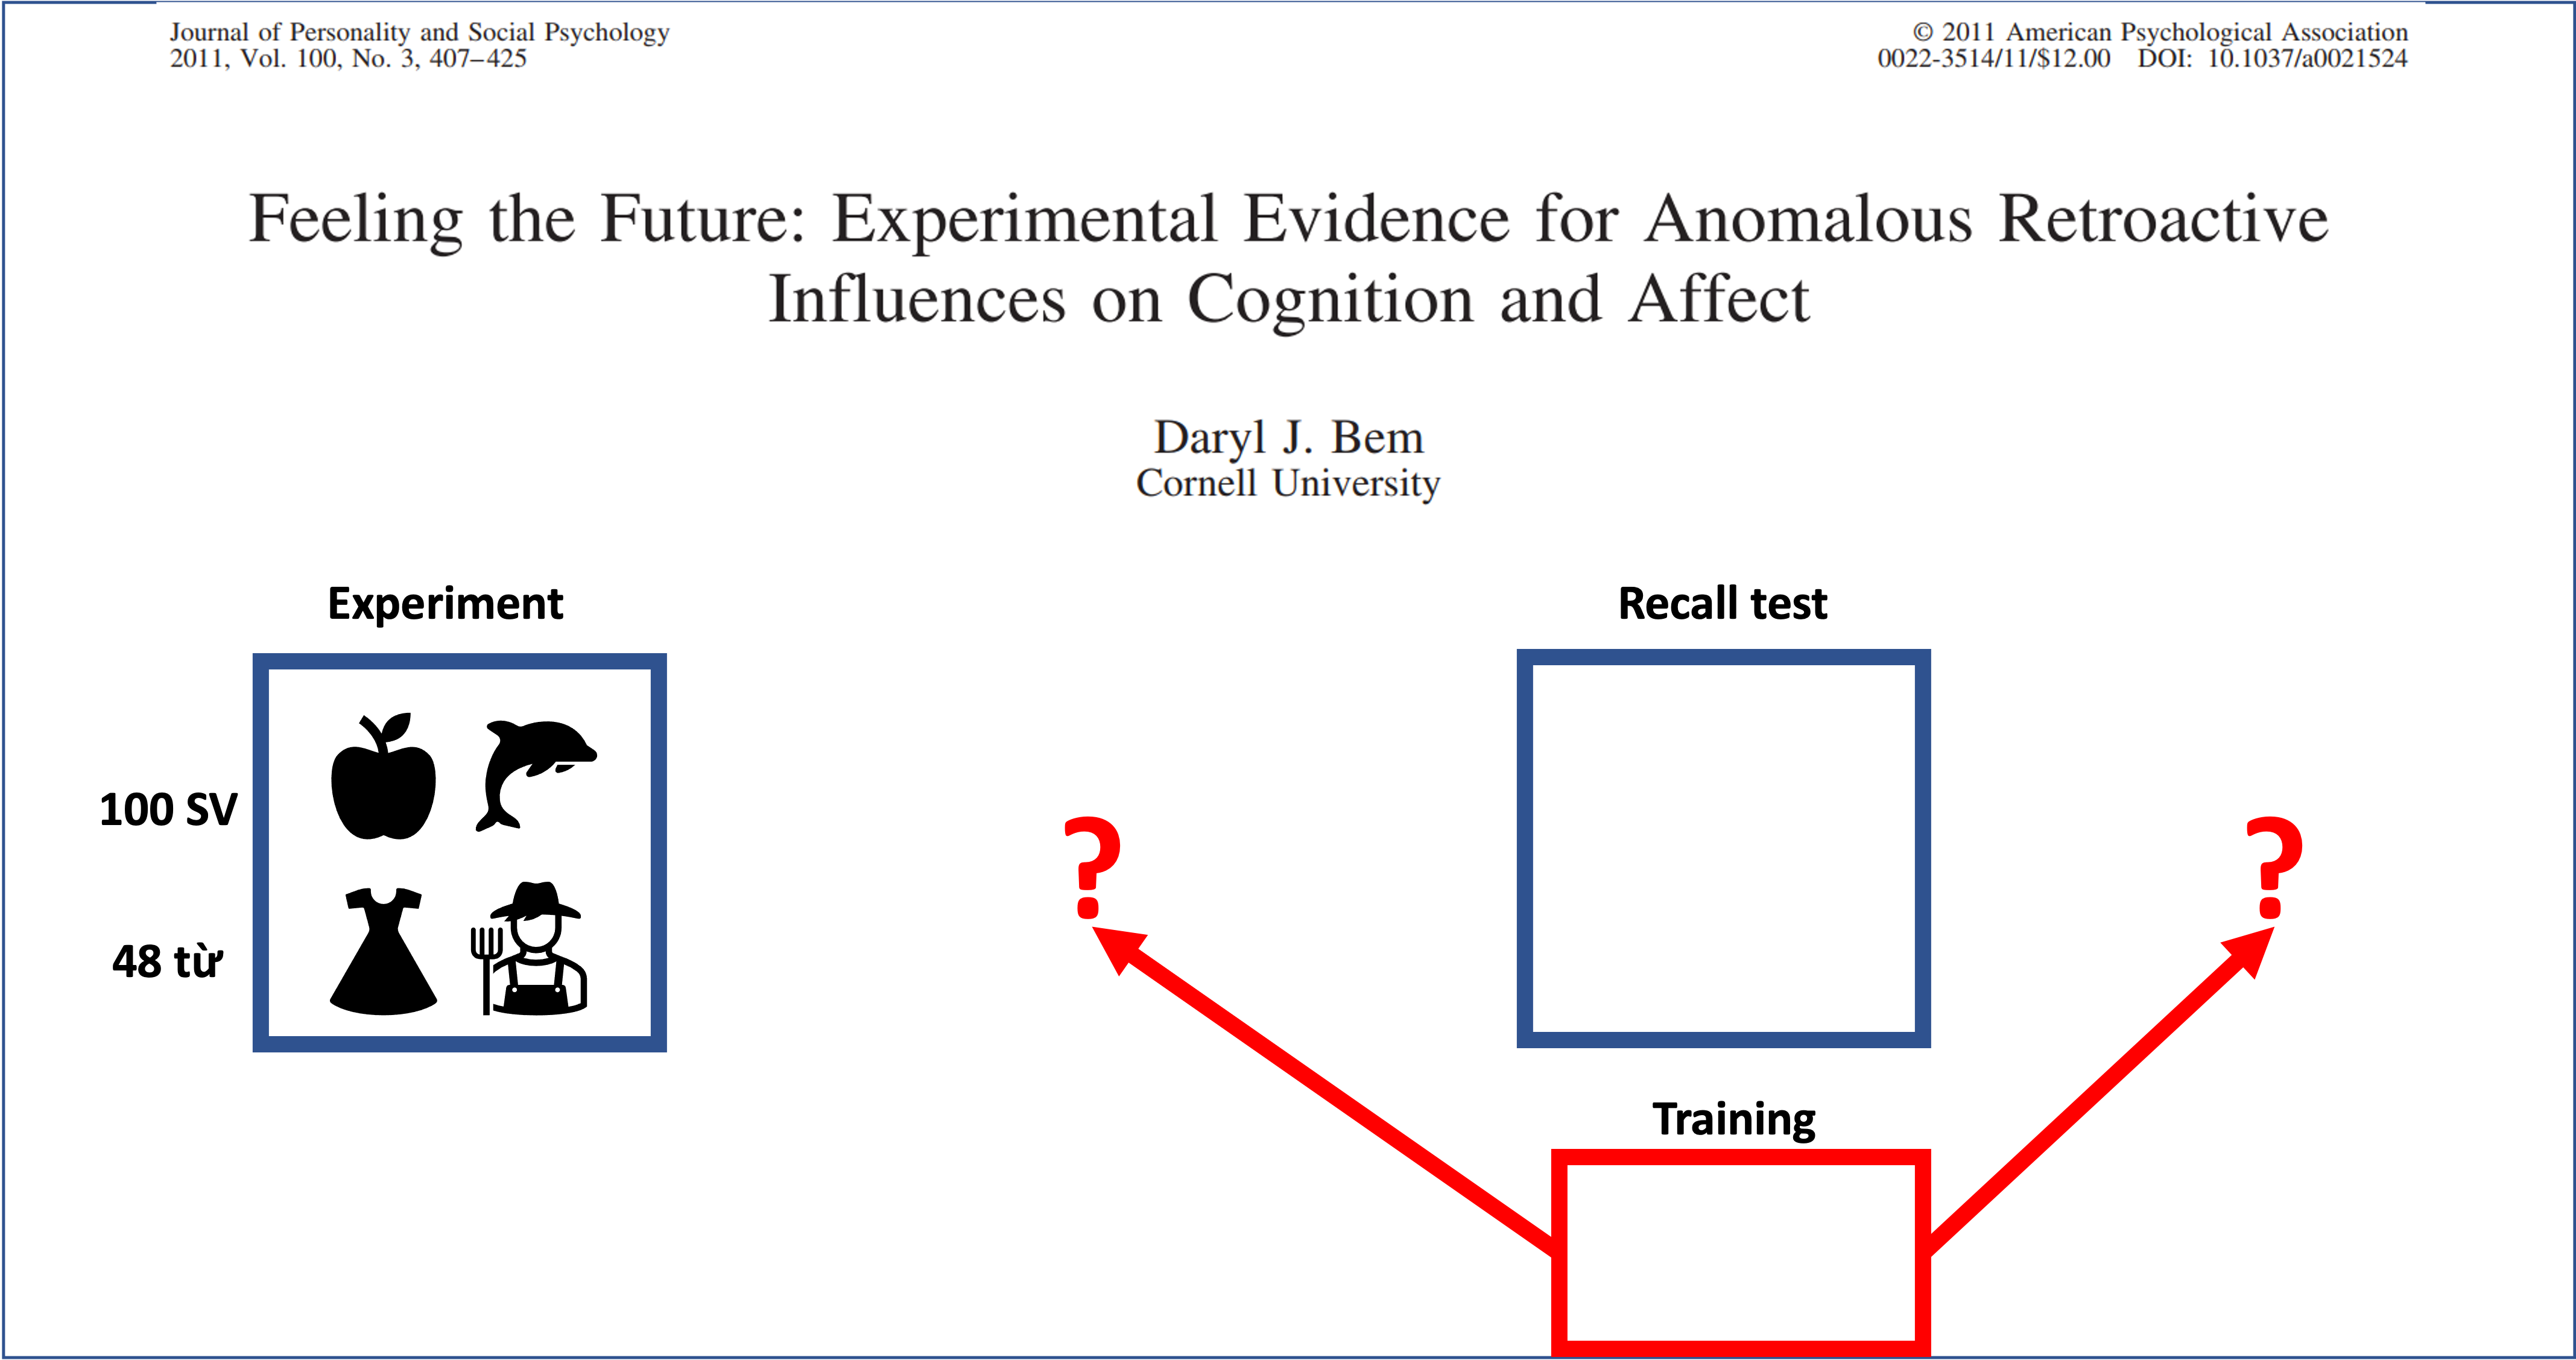 Journal of Personality and Social Psychology
2011, Vol. 100, No. 3, 407–425
© 2011 American Psychological Association
0022-3514/11/$12.00 DOI: 10.1037/a0021524
Feeling the Future: Experimental Evidence for Anomalous Retroactive
Influences on Cognition and Affect
Daryl J. Bem
Cornell University
Experiment
Recall test
100 SV
48 từ
?
?
Training